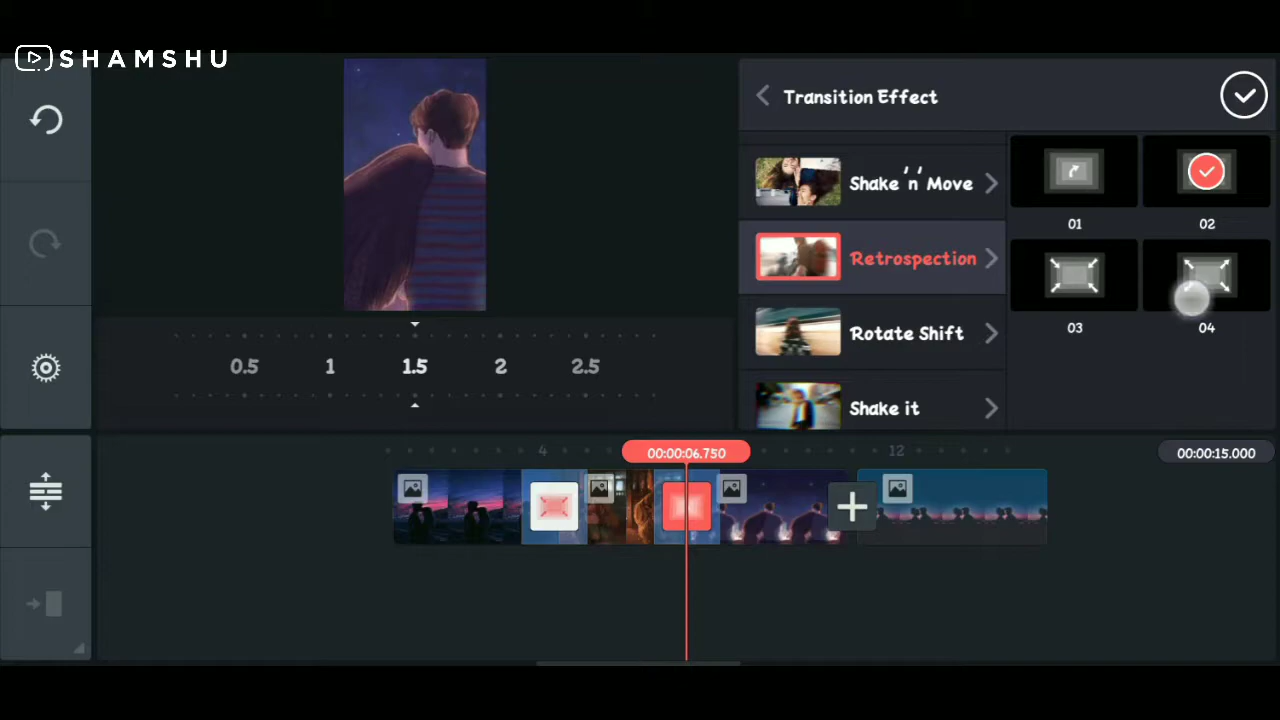 SHAMSHU
Transition Effect
Shake 'n' Move
Retrospection
Rotate Shift
Shake it
01
02
03
04
0.5
1
1.5
2
2.5
4
00:00:06.750
12
00:00:15.000